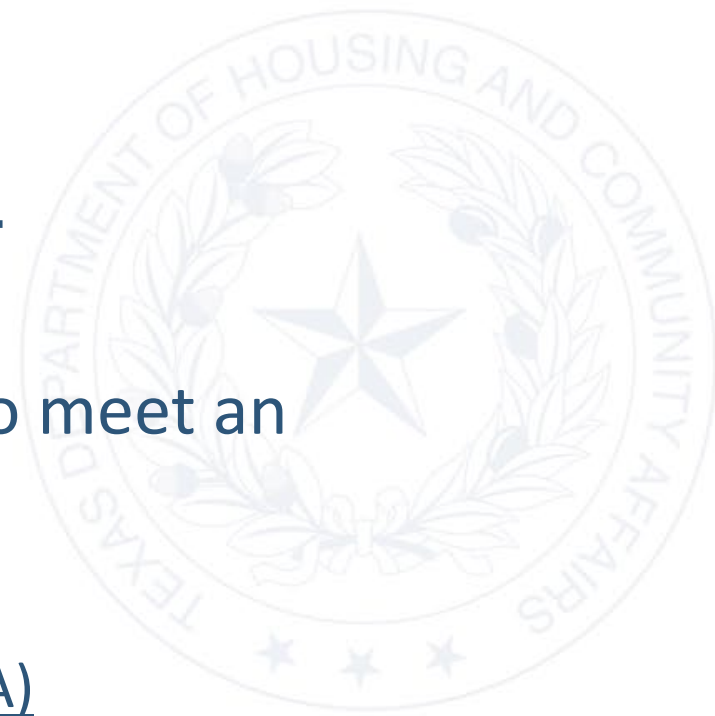 TEXAS DEPARTMENT OF HOUSING AND COMMUNITY AFFAIRS
.
o meet an
A)